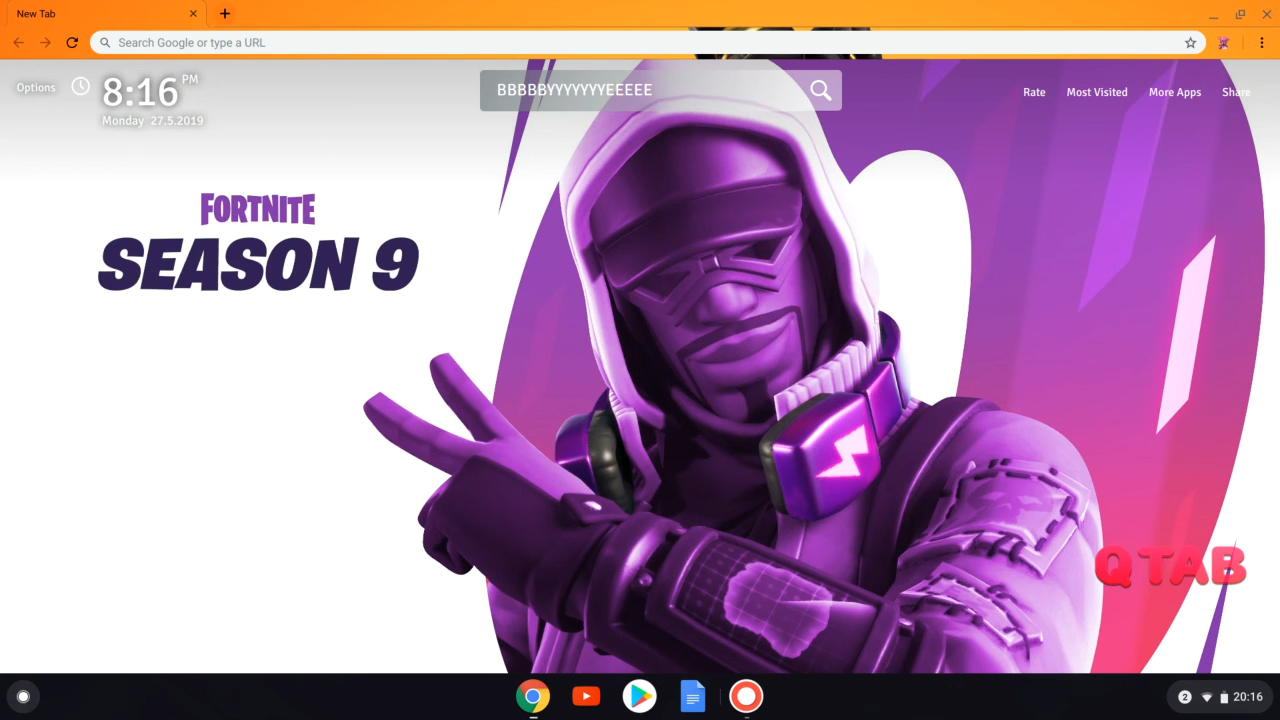 New Tab
Search Google or type a URL
Options
8:16 PM
Monday 27.5.2019
BBBBBYYYYYYYEEEEE
Rate Most Visited More Apps Share
FORTNITE
SEASON 9
Q TAB
2 20:16